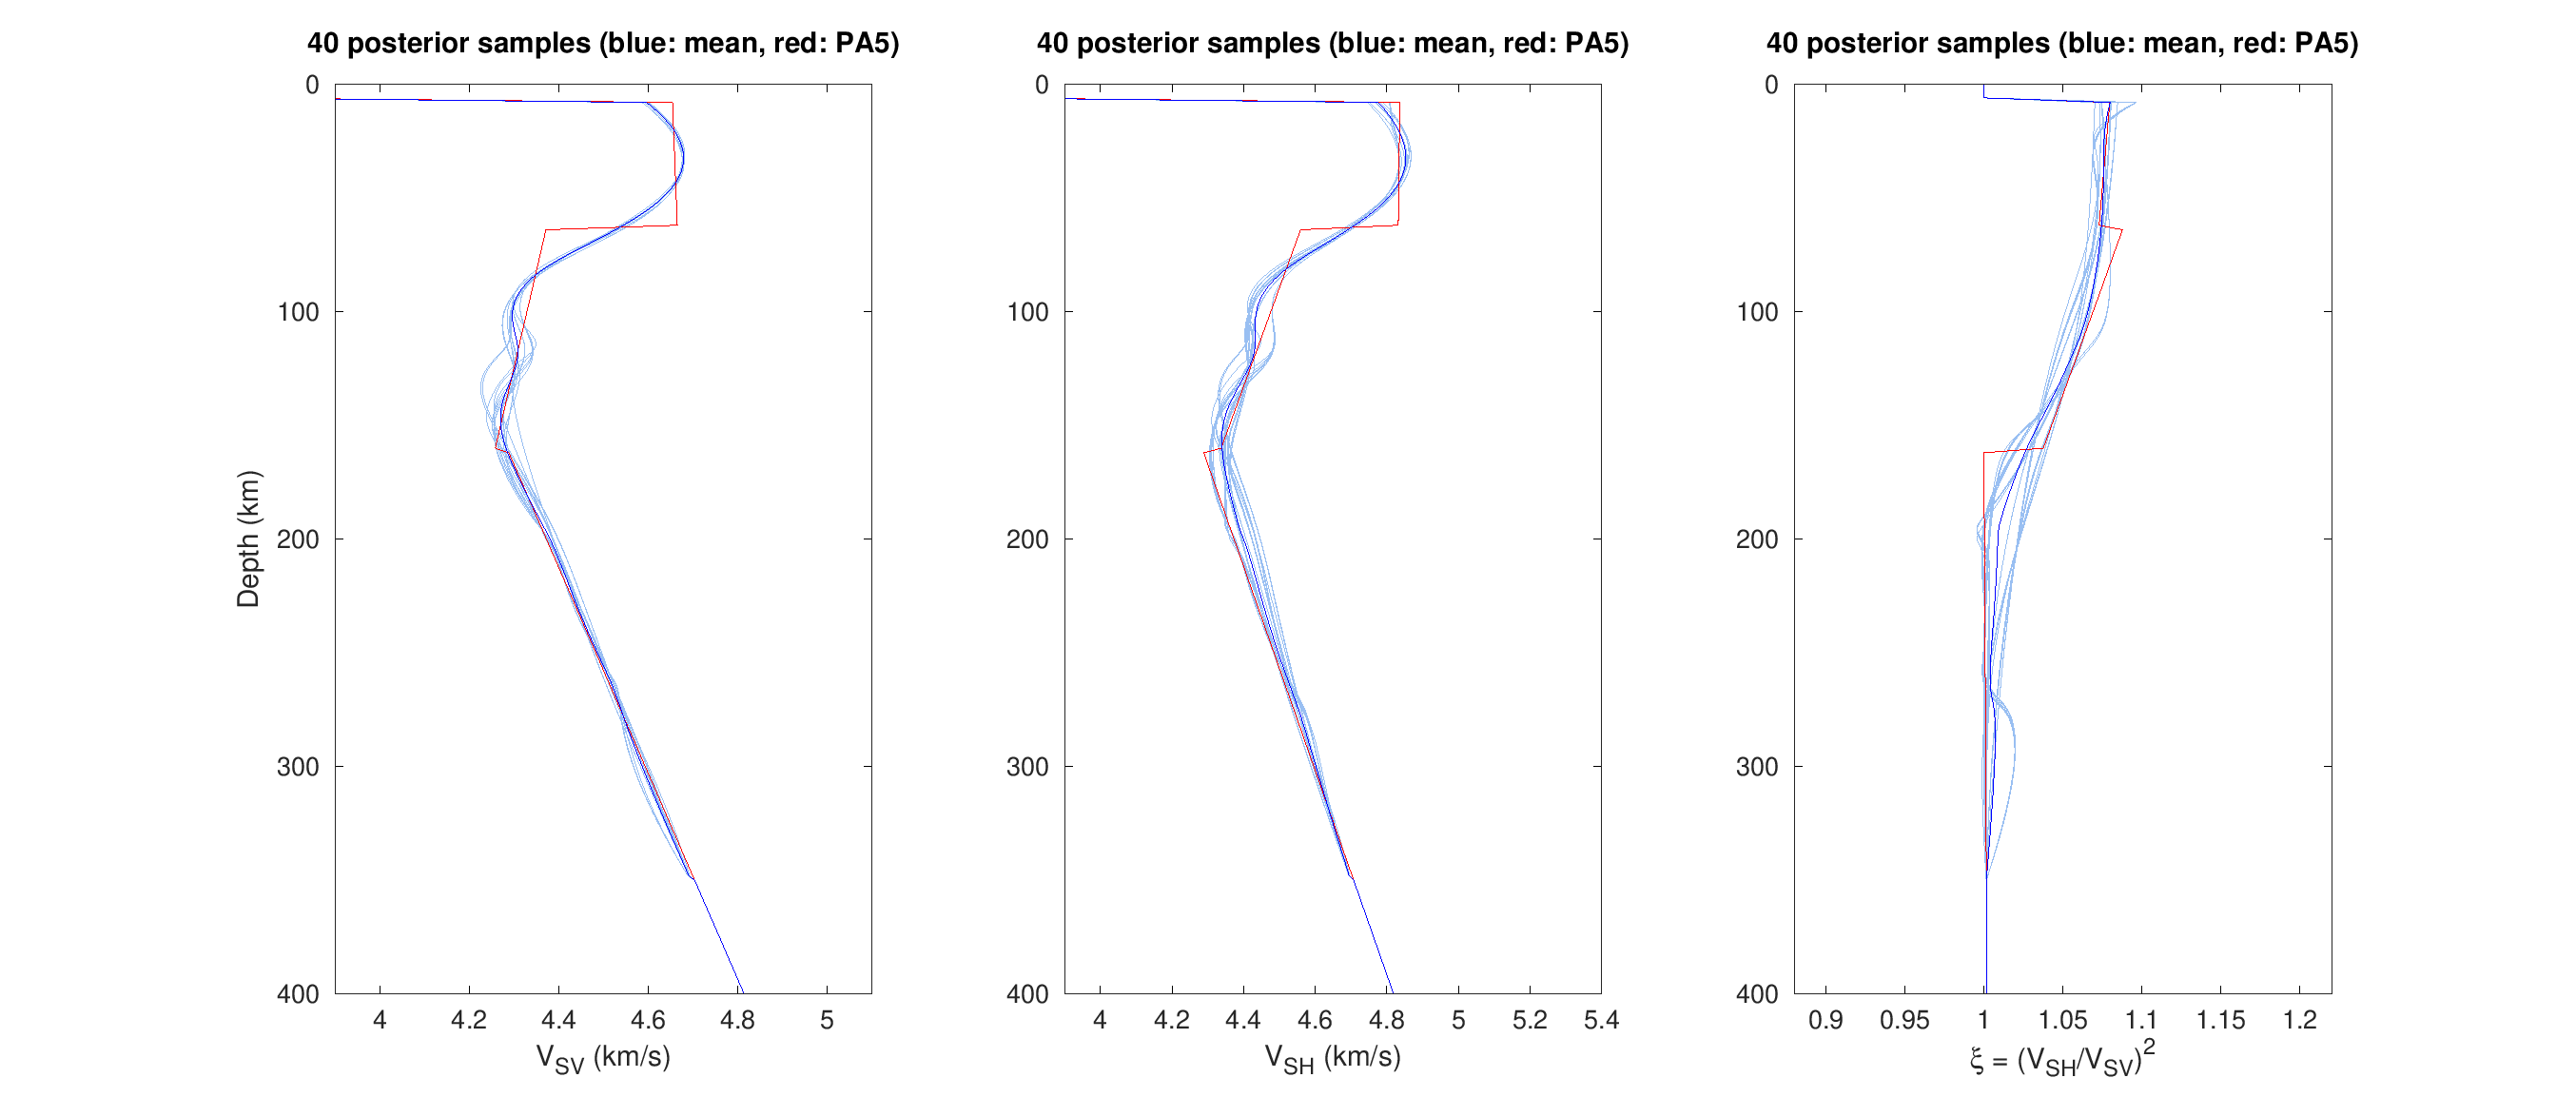 40 posterior samples (blue: mean, red: PA5)
0
100
200
300
400
Depth (km)
4 4.2 4.4 4.6 4.8 5
V_SV (km/s)
40 posterior samples (blue: mean, red: PA5)
0
100
200
300
400
4 4.2 4.4 4.6 4.8 5 5.2 5.4
V_SH (km/s)
40 posterior samples (blue: mean, red: PA5)
0
100
200
300
400
0.9 0.95 1 1.05 1.1 1.15 1.2
ξ = (V_SH/V_SV)^2